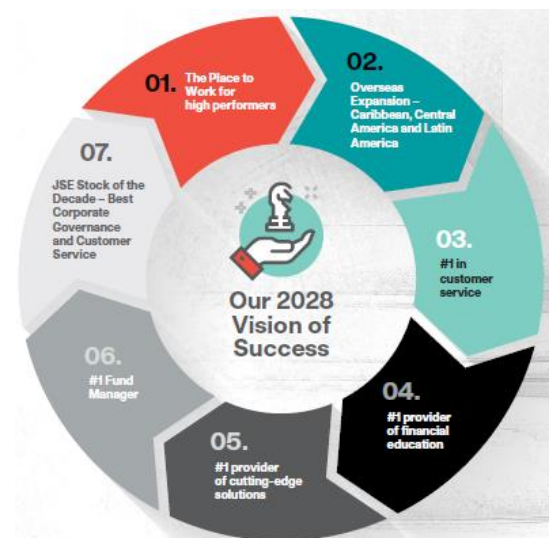 01.
The Place to
Work for
high performers
02.
Overseas
Expansion –
Caribbean, Central
America and Latin
America
03.
#1 in
customer
service
04.
#1 provider
of financial
education
05.
#1 provider
of cutting-edge
solutions
06.
#1 Fund
Manager
07.
JSE Stock of the
Decade – Best
Corporate
Governance
and Customer
Service
Our 2028
Vision of
Success